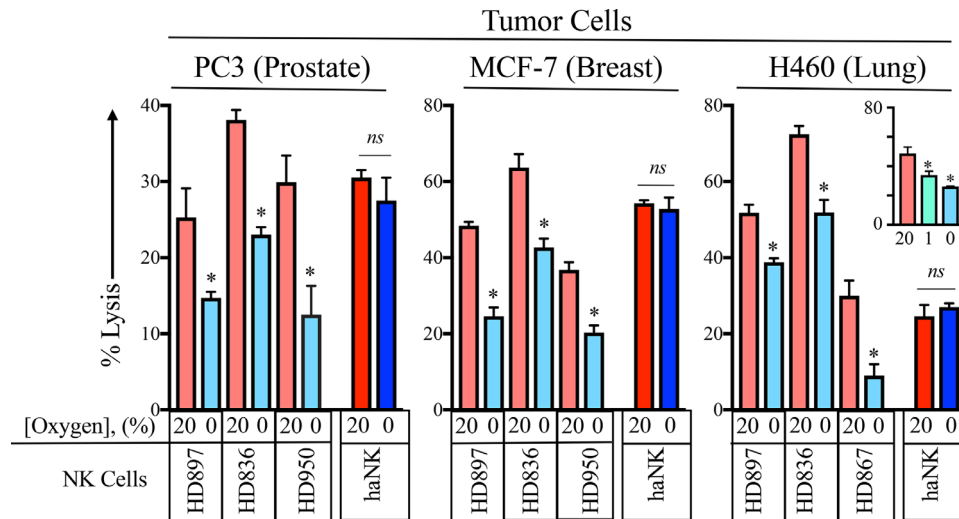 Tumor Cells
PC3 (Prostate) MCF-7 (Breast) H460 (Lung)
% Lysis
40
30
20
10
0
* * * ns
80
60
40
20
0
* * * ns
80
60
40
20
0
* * * ns
80
0
* *
20 1 0
[Oxygen], (%) 20 0 20 0 20 0 20 0 20 0 20 0 20 0 20 0 20 0 20 0 20 0 20 0
NK Cells HD897 HD836 HD950 haNK HD897 HD836 HD950 haNK HD897 HD836 HD867 haNK